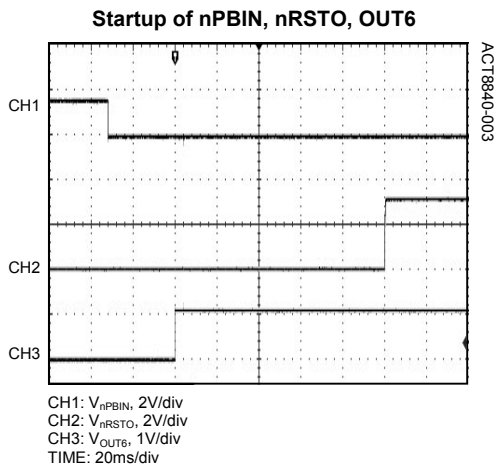 Startup of nPBIN, nRSTO, OUT6
ACT8840-003
CH1
CH2
CH3
CH1: VnPBIN, 2V/div
CH2: VnRSTO, 2V/div
CH3: VOUT6, 1V/div
TIME: 20ms/div